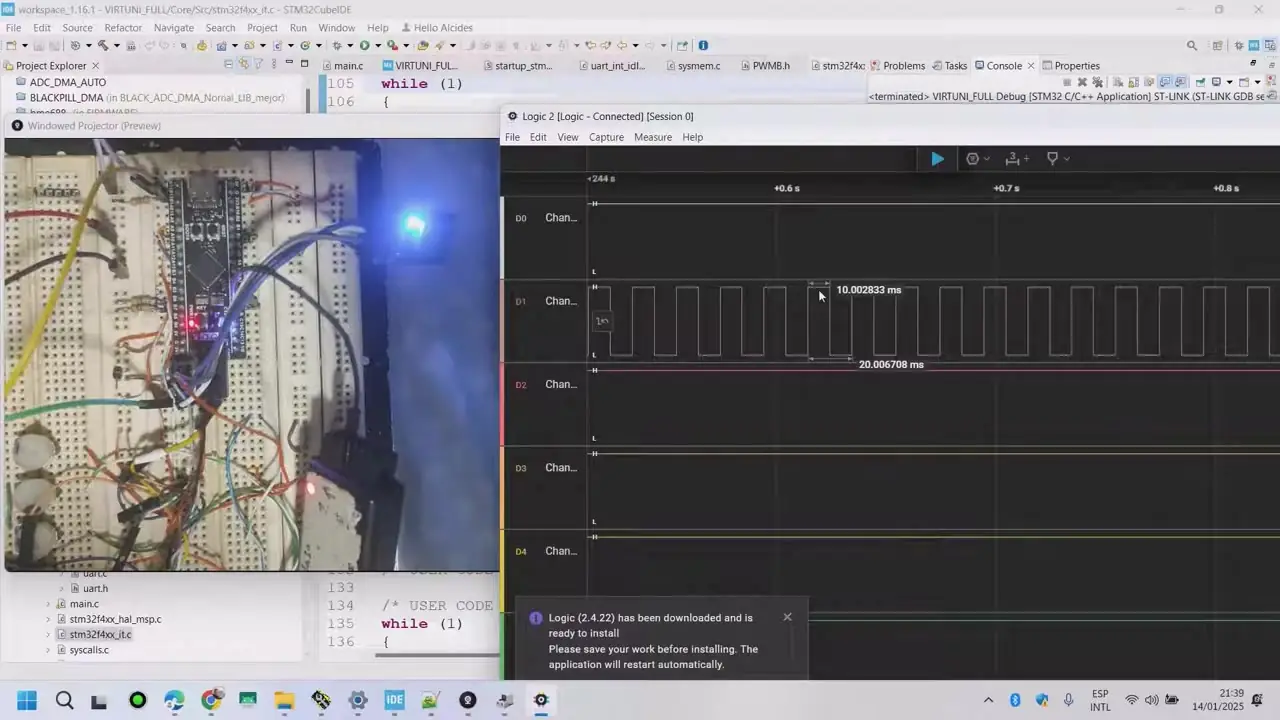 workspace_1.16.1 - VIRTUNI_FULL/Core/Src/stm32f4xx_it.c - STM32CubeIDE
File Edit Source Refactor Navigate Search Project Run Window Help Hello Alcides
Project Explorer
main.c
VIRTUNI_FUL...
startup_stm...
uart_int_idl...
sysmem.c
PWMB.h
stm32f4x
Problems
Tasks
Console
Properties
ADC_DMA_AUTO
BLACKPILL_DMA (in BLACK_ADC_DMA_Nornal_LIB_mejor)
105 while (1)
106 {
<terminated> VIRTUNI_FULL Debug [STM32 C/C++ Application] ST-LINK (ST-LINK GDB se
Windowed Projector (Preview)
Logic 2 [Logic - Connected] [Session 0]
File Edit View Capture Measure Help
+244 s
+0.6 s
+0.7 s
+0.8 s
D0 Chan...
H
L
D1 Chan...
H
L
10.002833 ms
20.006708 ms
D2 Chan...
H
L
D3 Chan...
H
L
D4 Chan...
H
Logic (2.4.22) has been downloaded and is
ready to install
Please save your work before installing. The
application will restart automatically.
uart.c
uart.h
main.c
stm32f4xx_hal_msp.c
stm32f4xx_it.c
syscalls.c
133
134 /* USER CODE
135 while (1)
136 {
IDE
ESP
INTL
21:39
14/01/2025